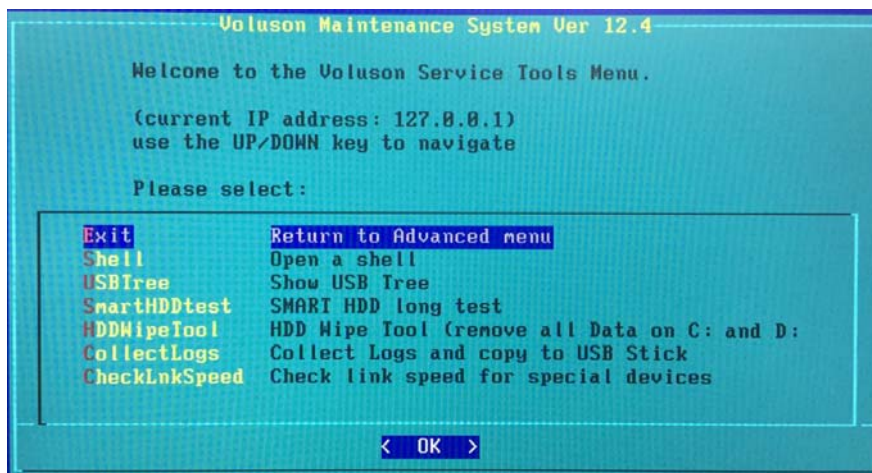 Voluson Maintenance System Ver 12.4
Welcome to the Voluson Service Tools Menu.
(current IP address: 127.0.0.1)
use the UP/DOWN key to navigate
Please select:
Exit Return to Advanced menu
Shell Open a shell
USBTree Show USB Tree
SmartHDDtest SMART HDD long test
HDDWipeTool HDD Wipe Tool (remove all Data on C: and D:
CollectLogs Collect Logs and copy to USB Stick
CheckLnkSpeed Check link speed for special devices
< OK >